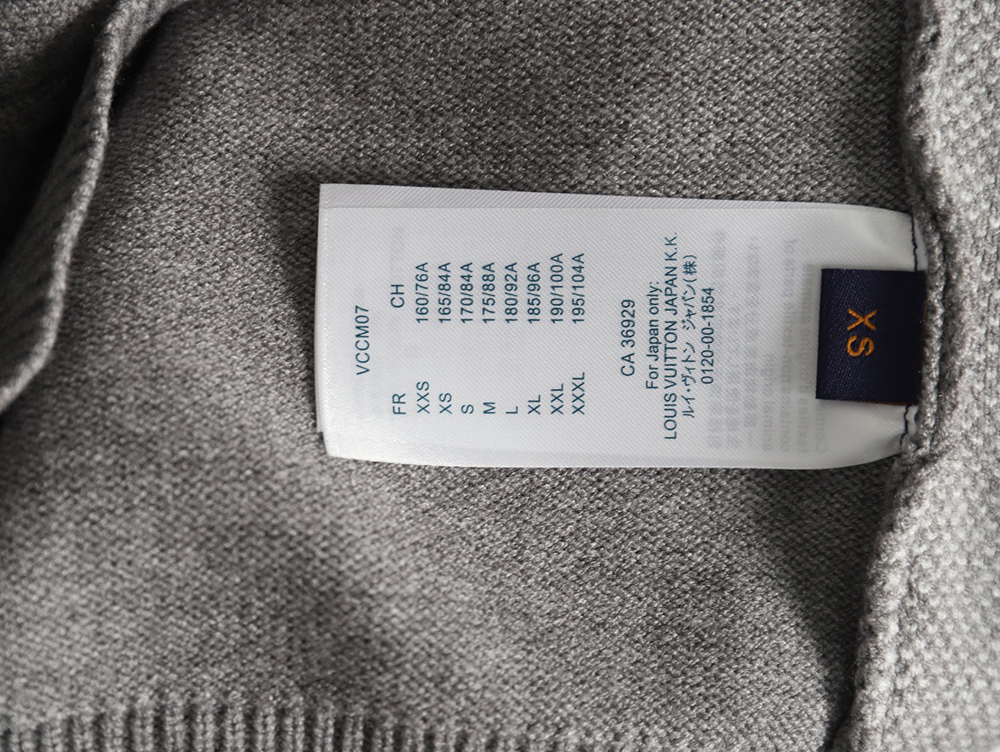 VCCM07
FR CH
XXS 160/76A
XS 165/84A
S 170/84A
M 175/88A
L 180/92A
XL 185/96A
XXL 190/100A
XXXL 195/104A
CA 36929
For Japan only:
LOUIS VUITTON JAPAN K.K.
ルイ・ヴィトン ジャパン(株)
0120-00-1854
XS